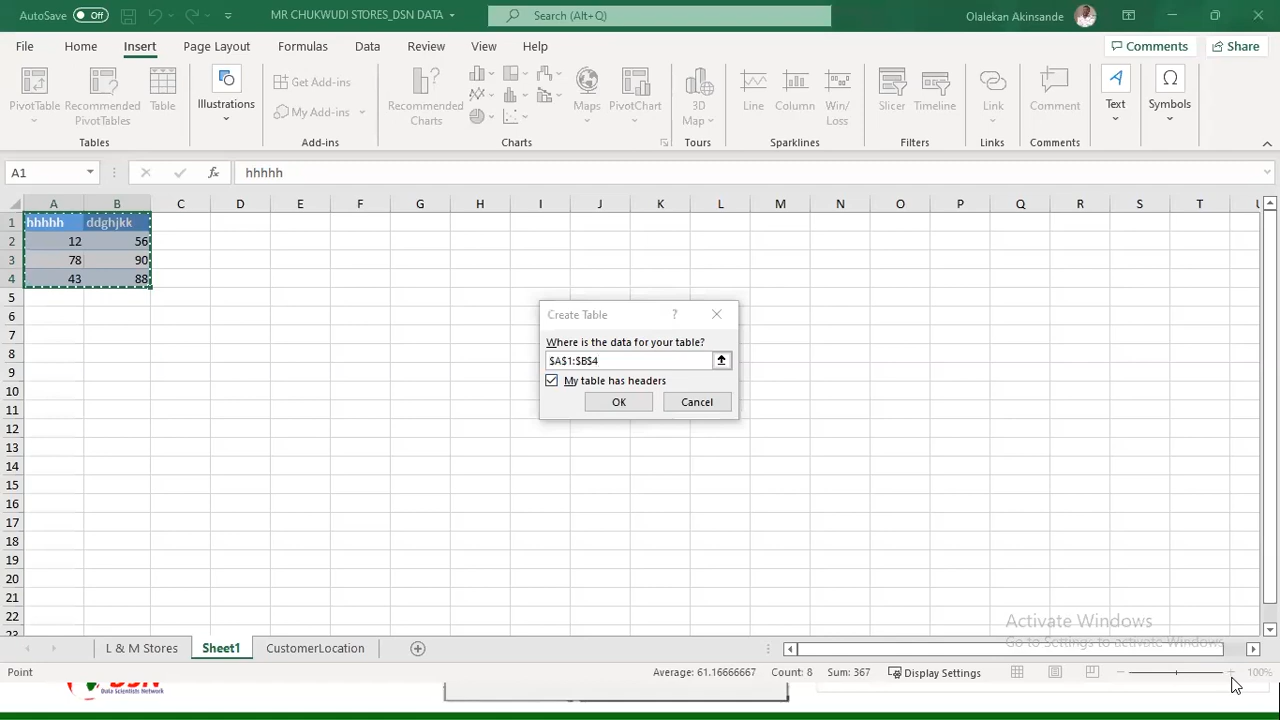 AutoSave Off MR CHUKWUDI STORES_DSN DATA Search (Alt+Q) Olalekan Akinsande
File Home Insert Page Layout Formulas Data Review View Help Comments Share
PivotTable Recommended PivotTables Table Illustrations Get Add-ins My Add-ins Recommended Charts Maps PivotChart 3D Map Line Column Win/Loss Slicer Timeline Link Comment Text Symbols
Tables Add-ins Charts Tours Sparklines Filters Links Comments
A1 fx hhhhh
A B C D E F G H I J K L M N O P Q R S T U
1 hhhhh ddghjkk
2 12 56
3 78 90
4 43 88
5
6
7
8
9
10
11
12
13
14
15
16
17
18
19
20
21
22
23
Create Table ?
Where is the data for your table?
$A$1:$B$4
My table has headers
OK Cancel
Activate Windows
Go to Settings to activate Windows.
L & M Stores Sheet1 CustomerLocation
Point Average: 61.16666667 Count: 8 Sum: 367 Display Settings 100%
DSN
Data Scientists Network